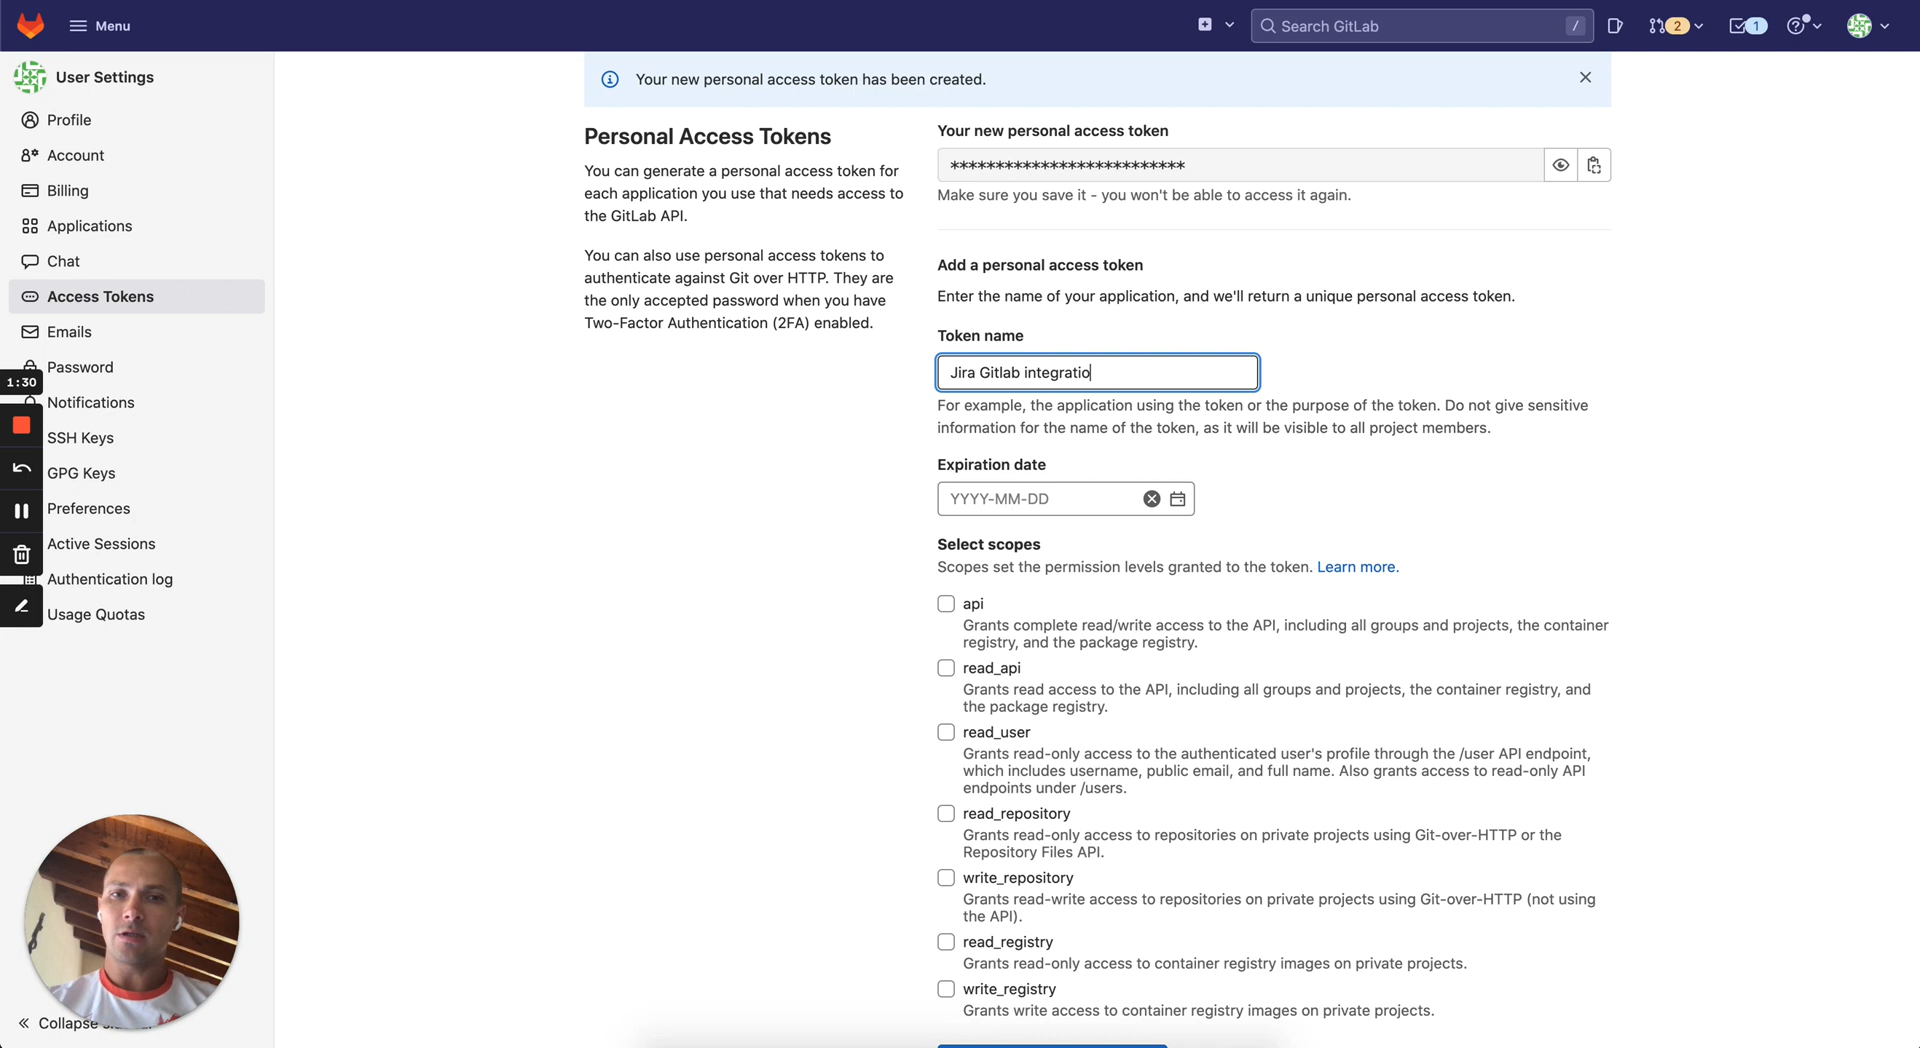 Menu
Search GitLab
/
2
1
User Settings
Profile
Account
Billing
Applications
Chat
Access Tokens
Emails
Password
1:30
Notifications
SSH Keys
GPG Keys
Preferences
Active Sessions
Authentication log
Usage Quotas
Collapse
Your new personal access token has been created.
Personal Access Tokens
You can generate a personal access token for
each application you use that needs access to
the GitLab API.
You can also use personal access tokens to
authenticate against Git over HTTP. They are
the only accepted password when you have
Two-Factor Authentication (2FA) enabled.
Your new personal access token
**************************
Make sure you save it - you won't be able to access it again.
Add a personal access token
Enter the name of your application, and we'll return a unique personal access token.
Token name
Jira Gitlab integratio
For example, the application using the token or the purpose of the token. Do not give sensitive
information for the name of the token, as it will be visible to all project members.
Expiration date
YYYY-MM-DD
Select scopes
Scopes set the permission levels granted to the token. Learn more.
api
Grants complete read/write access to the API, including all groups and projects, the container
registry, and the package registry.
read_api
Grants read access to the API, including all groups and projects, the container registry, and
the package registry.
read_user
Grants read-only access to the authenticated user's profile through the /user API endpoint,
which includes username, public email, and full name. Also grants access to read-only API
endpoints under /users.
read_repository
Grants read-only access to repositories on private projects using Git-over-HTTP or the
Repository Files API.
write_repository
Grants read-write access to repositories on private projects using Git-over-HTTP (not using
the API).
read_registry
Grants read-only access to container registry images on private projects.
write_registry
Grants write access to container registry images on private projects.